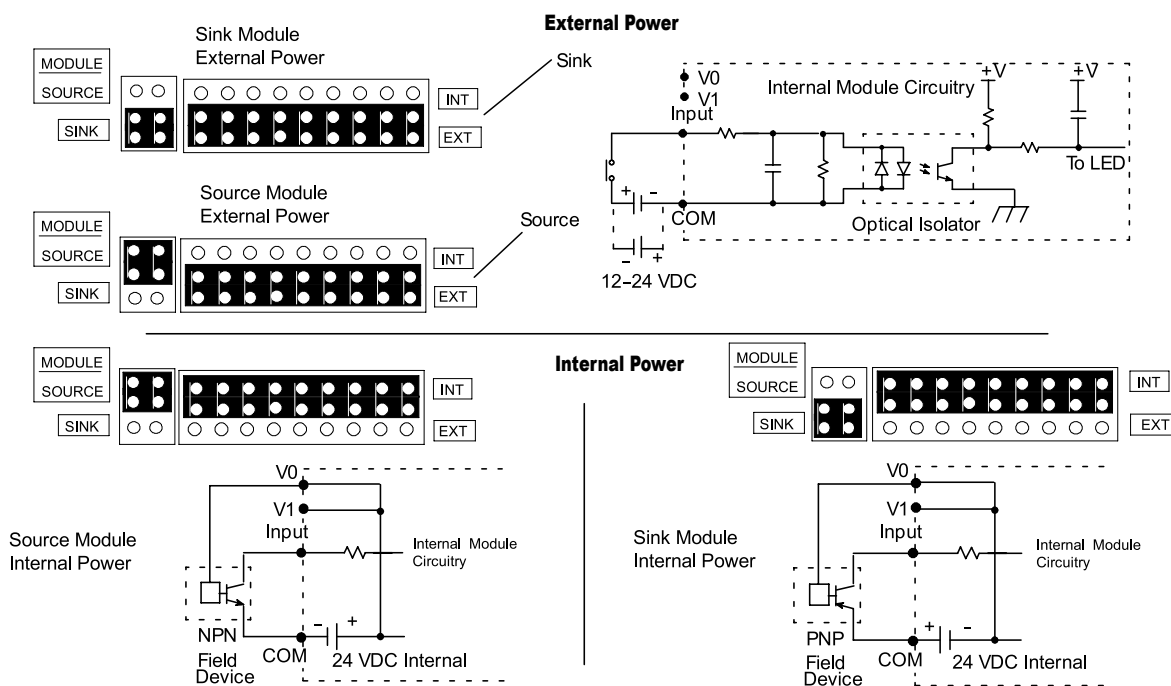 External Power
Sink Module
External Power
MODULE
SOURCE
SINK
INT
EXT
Sink
V0
V1
Input
Internal Module Circuitry
+V
+V
To LED
+ -
COM
Optical Isolator
- +
12–24 VDC
Source Module
External Power
MODULE
SOURCE
SINK
INT
EXT
Source
Internal Power
MODULE
SOURCE
SINK
INT
EXT
V0
V1
Input
Source Module
Internal Power
Internal Module
Circuitry
NPN
Field
Device
COM
- +
24 VDC Internal
MODULE
SOURCE
SINK
INT
EXT
V0
V1
Input
Sink Module
Internal Power
Internal Module
Circuitry
PNP
Field
Device
COM
+ -
24 VDC Internal